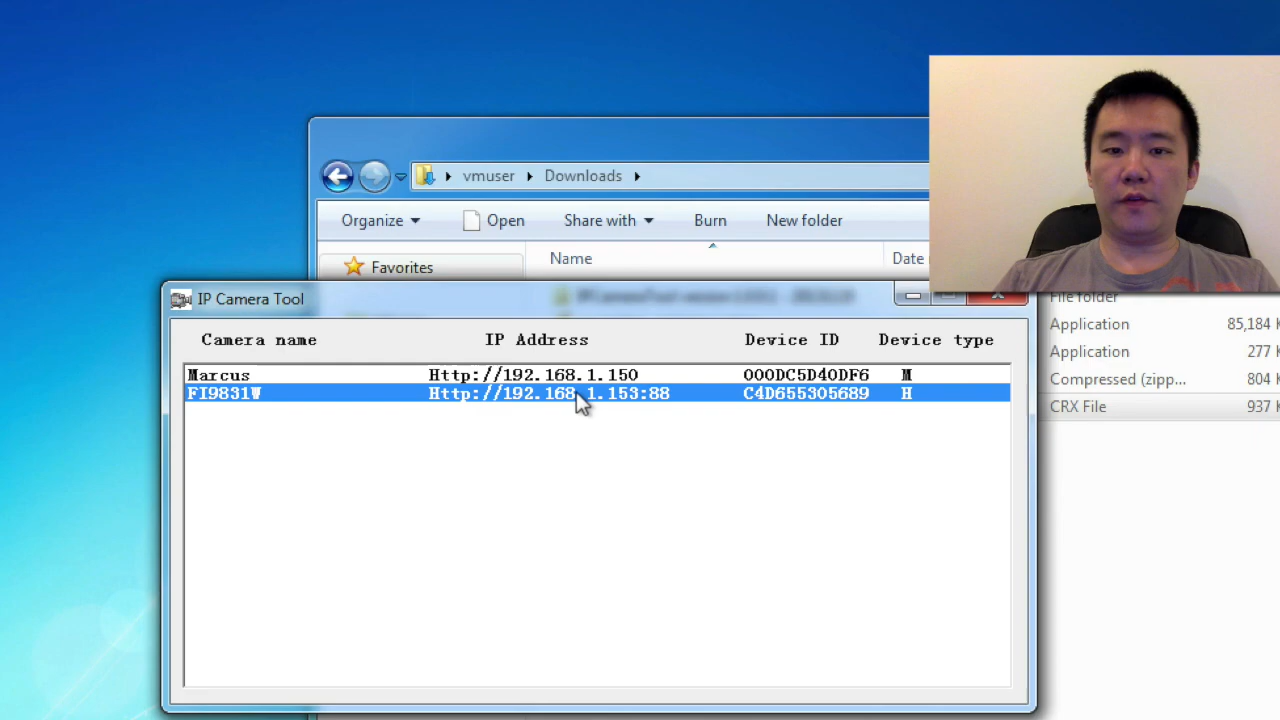 vmuser Downloads
Organize Open Share with Burn New folder
Favorites Name Date
IP Camera Tool
File folder
Camera name IP Address Device ID Device type
Application 85,184 K
Marcus Http://192.168.1.150 000DC5D40DF6 M
Application 277 K
FI9831W Http://192.168.1.153:88 C4D655305689 H
Compressed (zipp... 804 K
CRX File 937 K